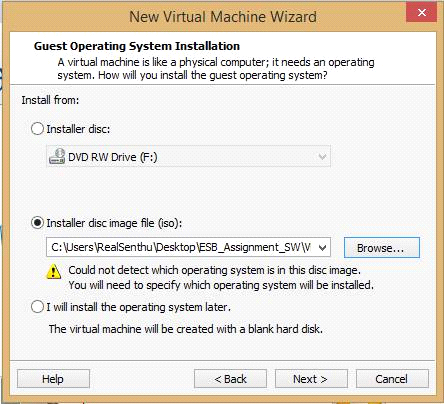 New Virtual Machine Wizard
Guest Operating System Installation
A virtual machine is like a physical computer; it needs an operating
system. How will you install the guest operating system?
Install from:
Installer disc:
DVD RW Drive (F:)
Installer disc image file (iso):
C:\Users\RealSenthu\Desktop\ESB_Assignment_SW\V
Browse...
Could not detect which operating system is in this disc image.
You will need to specify which operating system will be installed.
I will install the operating system later.
The virtual machine will be created with a blank hard disk.
Help
< Back
Next >
Cancel